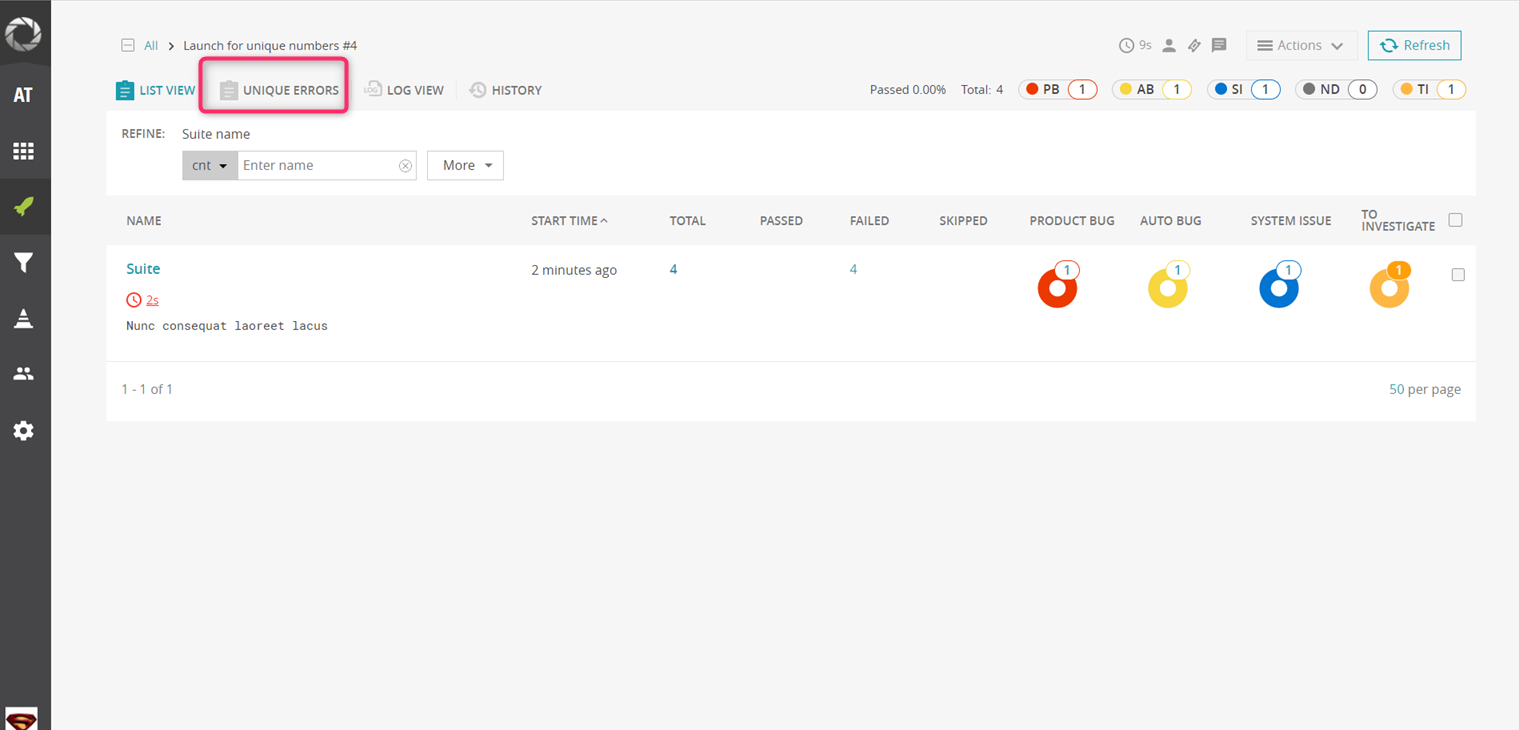 All > Launch for unique numbers #4
9s
Actions
Refresh
AT
LIST VIEW
UNIQUE ERRORS
LOG
LOG VIEW
HISTORY
Passed 0.00% Total: 4
PB 1
AB 1
SI 1
ND 0
TI 1
REFINE:
Suite name
cnt
Enter name
More
NAME START TIME TOTAL PASSED FAILED SKIPPED PRODUCT BUG AUTO BUG SYSTEM ISSUE TO INVESTIGATE
Suite 2 minutes ago 4 4 1 1 1 1
2s
Nunc consequat laoreet lacus
1 - 1 of 1
50 per page